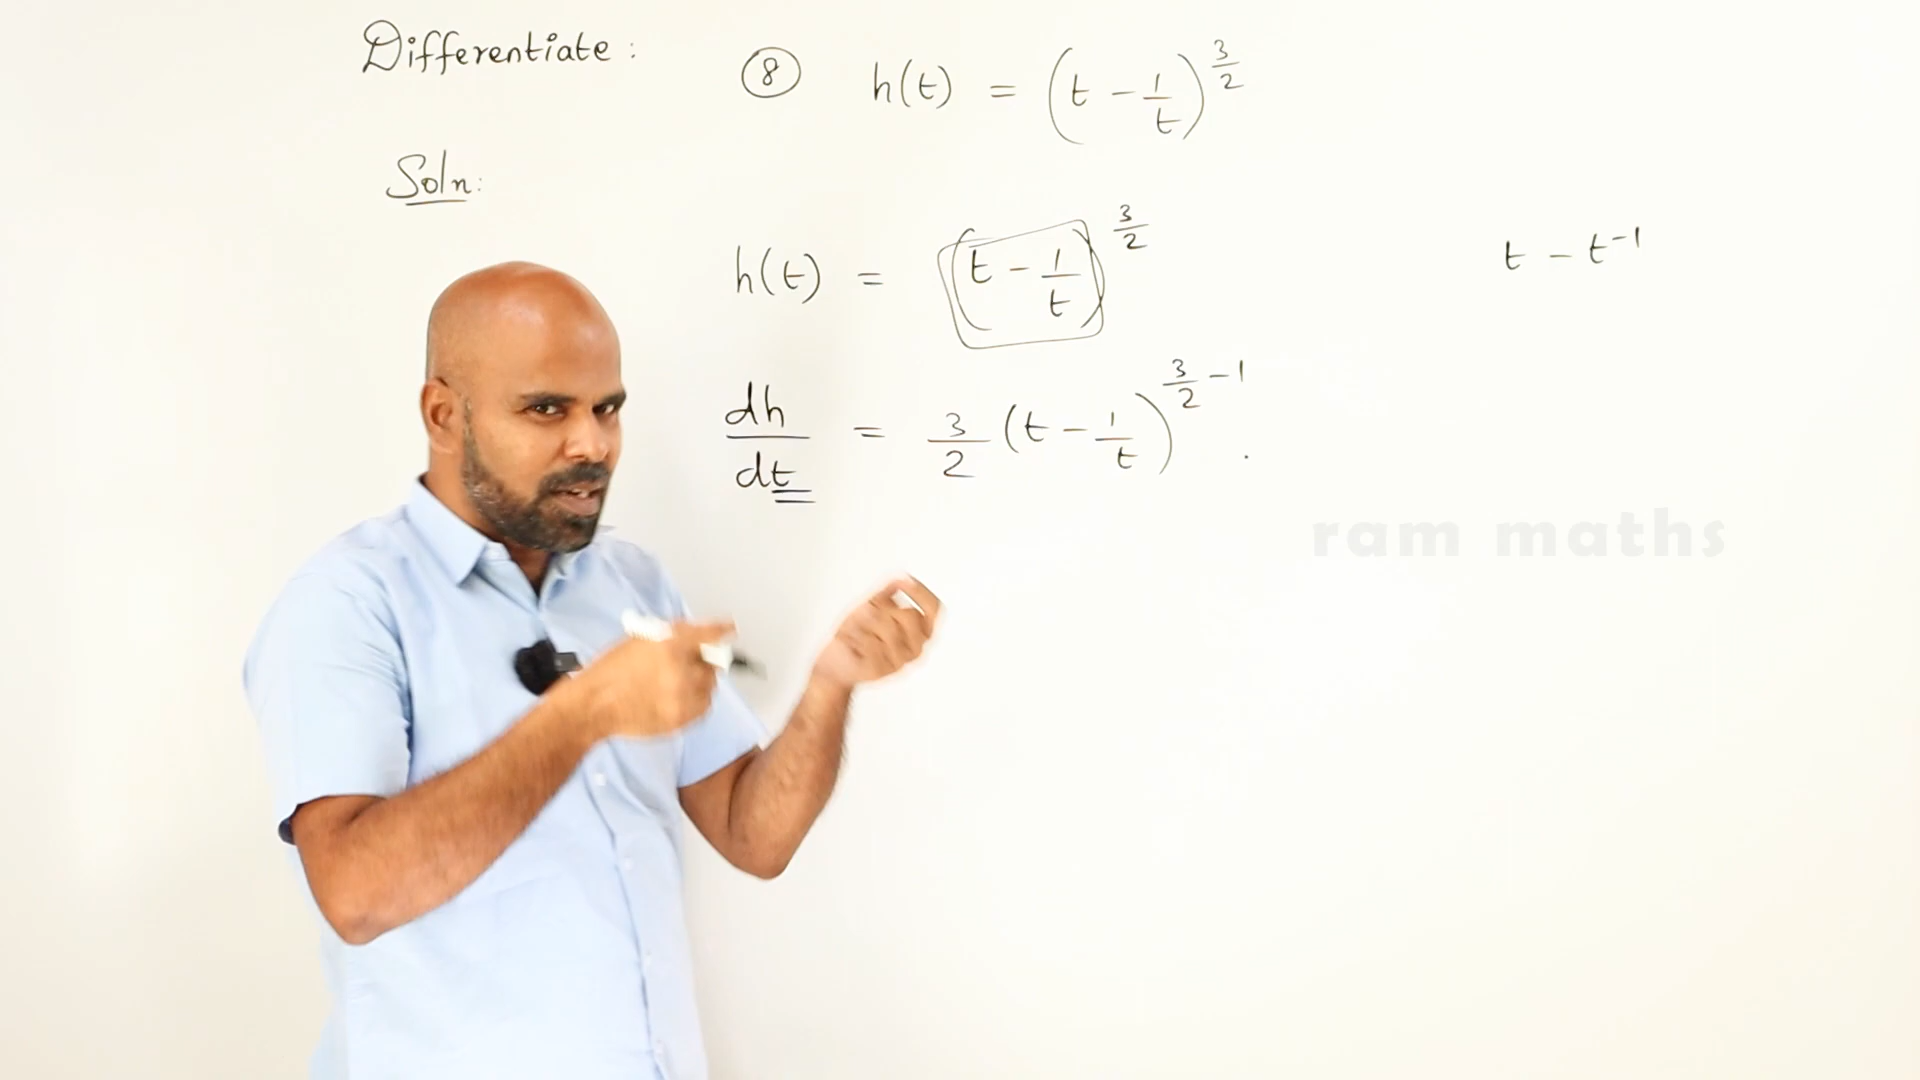 Differentiate : ⑧ h(t) = (t - 1/t)^(3/2)
Soln:
h(t) = (t - 1/t)^(3/2) t - t⁻¹
dh/dt = 3/2 (t - 1/t)^(3/2 - 1) .
ram maths